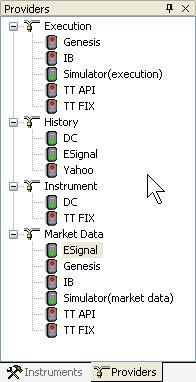 Providers
Execution
Genesis
IB
Simulator(execution)
TT API
TT FIX
History
DC
ESignal
Yahoo
Instrument
DC
TT FIX
Market Data
ESignal
Genesis
IB
Simulator(market data)
TT API
TT FIX
Instruments Providers